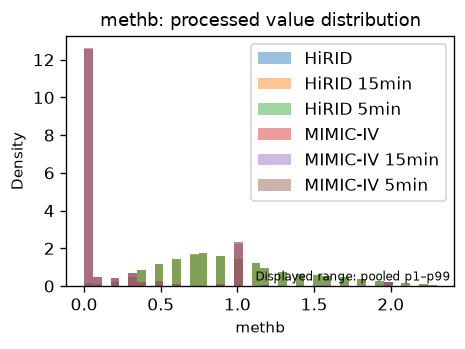 methb: processed value distribution
Density
12
10
8
6
4
2
0
HiRID
HiRID 15min
HiRID 5min
MIMIC-IV
MIMIC-IV 15min
MIMIC-IV 5min
Displayed range: pooled p1–p99
0.0 0.5 1.0 1.5 2.0
methb